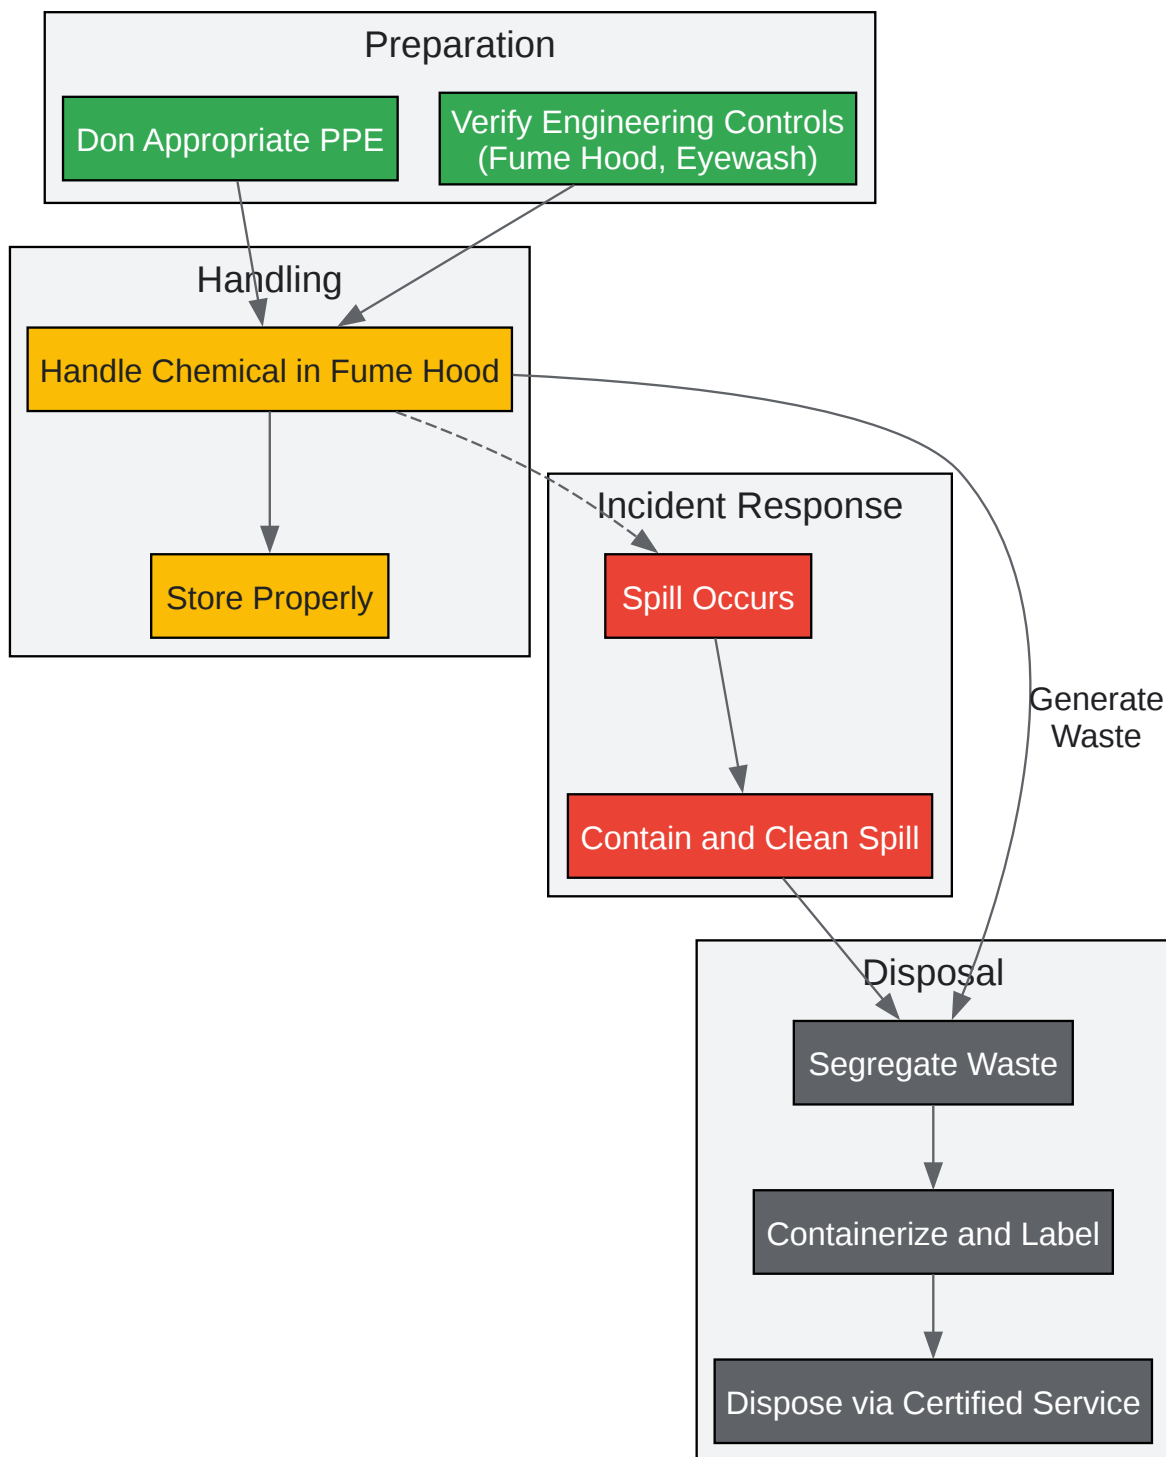 Preparation
Don Appropriate PPE
Verify Engineering Controls
(Fume Hood, Eyewash)
Handling
Handle Chemical in Fume Hood
Store Properly
Incident Response
Spill Occurs
Generate
Waste
Contain and Clean Spill
Disposal
Segregate Waste
Containerize and Label
Dispose via Certified Service